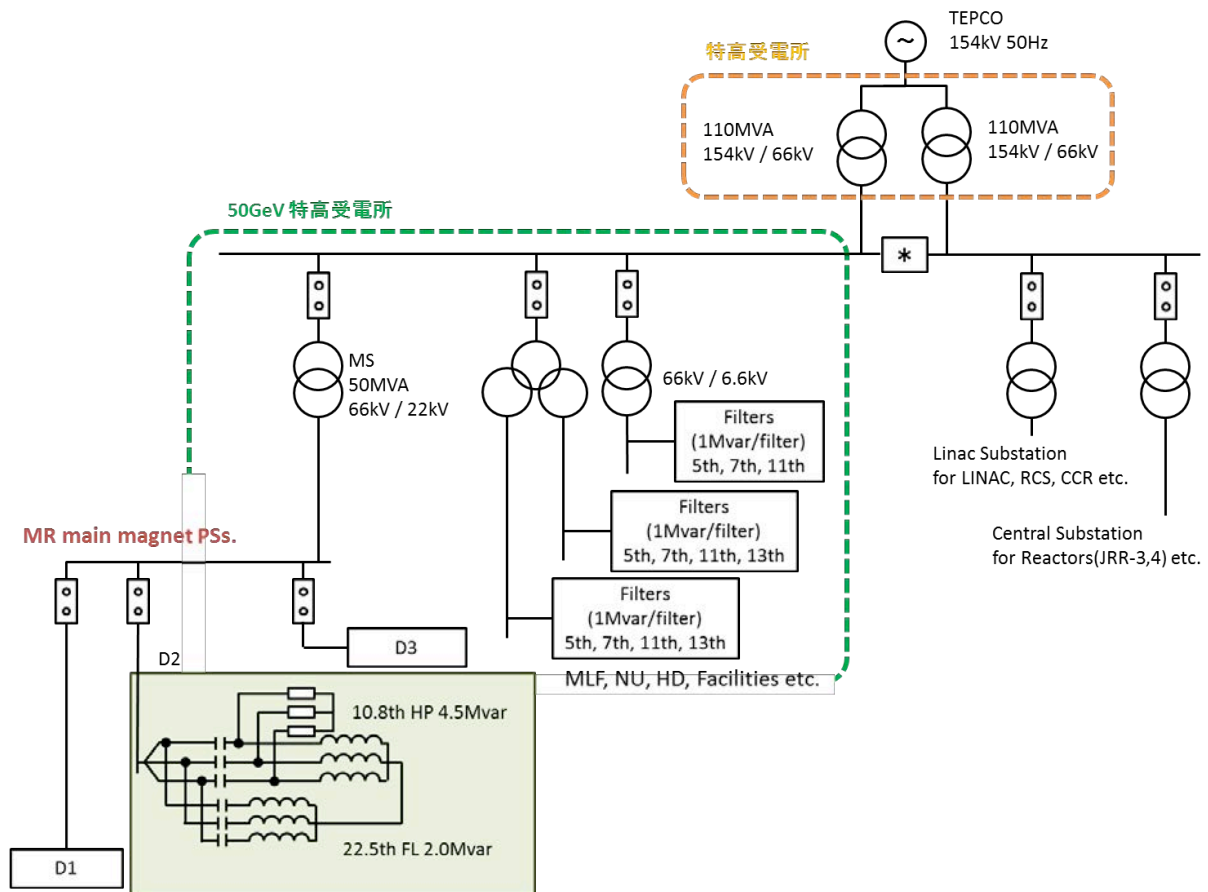 TEPCO
154kV 50Hz
特高受電所
110MVA
154kV / 66kV
110MVA
154kV / 66kV
50GeV 特高受電所
*
MS
50MVA
66kV / 22kV
66kV / 6.6kV
Filters
(1Mvar/filter)
5th, 7th, 11th
Linac Substation
for LINAC, RCS, CCR etc.
Filters
(1Mvar/filter)
5th, 7th, 11th, 13th
Central Substation
for Reactors(JRR-3,4) etc.
MR main magnet PSs.
Filters
(1Mvar/filter)
5th, 7th, 11th, 13th
D3
D2
MLF, NU, HD, Facilities etc.
10.8th HP 4.5Mvar
22.5th FL 2.0Mvar
D1